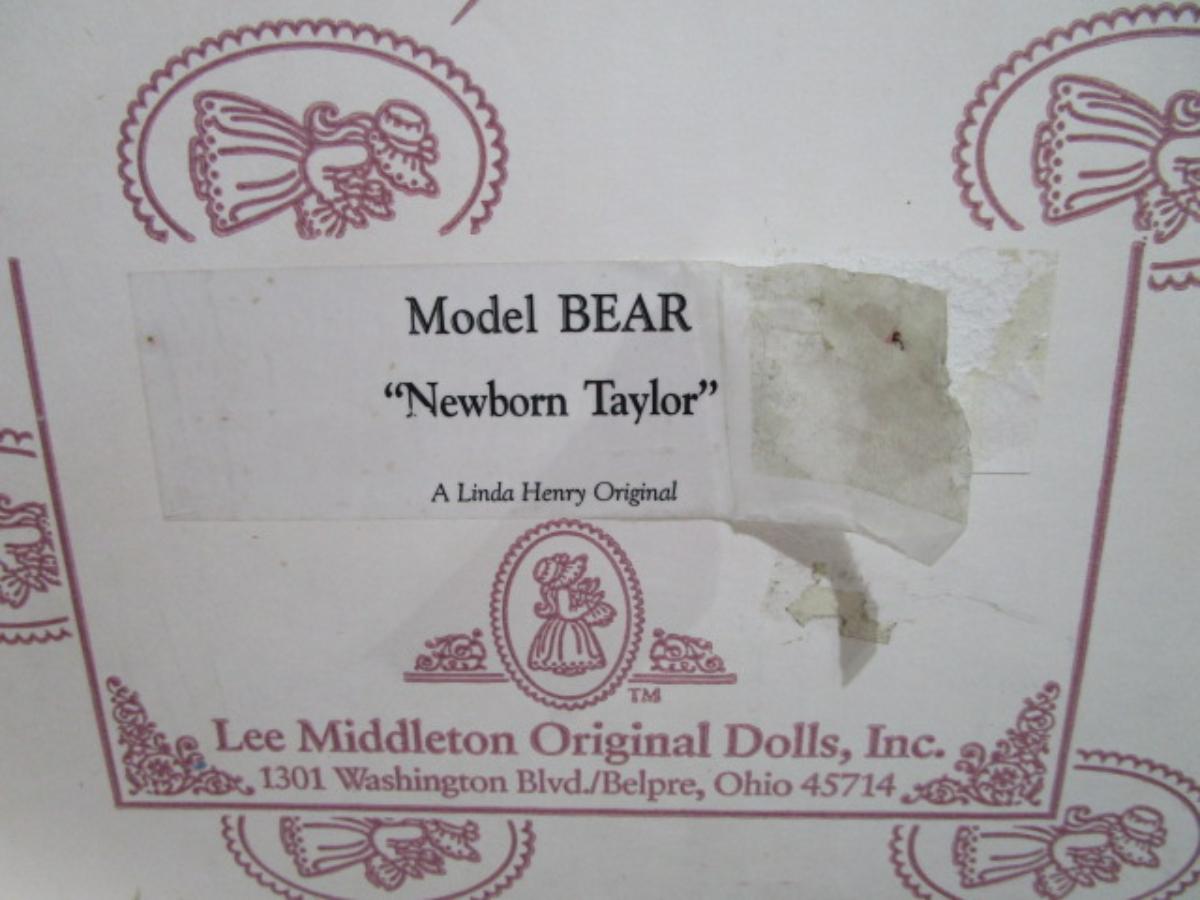 Model BEAR
“Newborn Taylor”
A Linda Henry Original
TM
Lee Middleton Original Dolls, Inc.
1301 Washington Blvd./Belpre, Ohio 45714